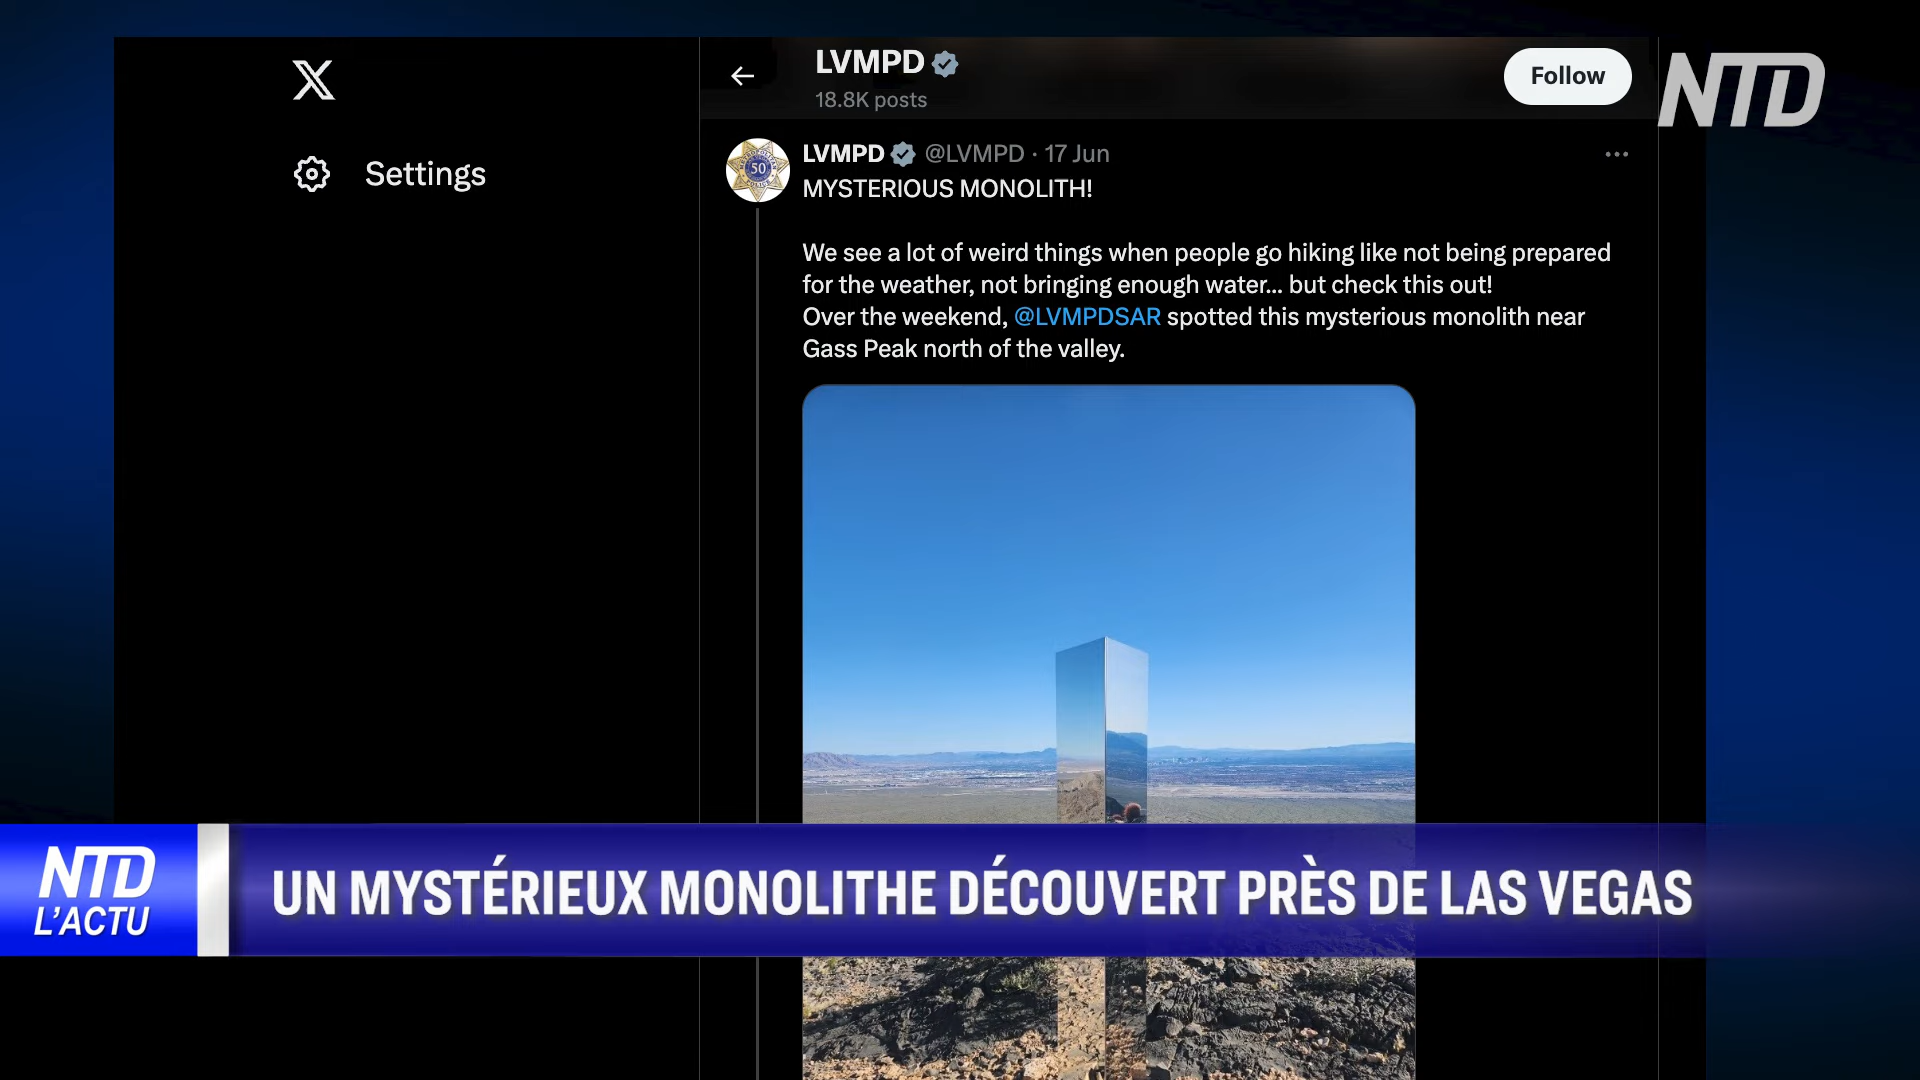 X
Settings
LVMPD
18.8K posts
Follow
NTD
LVMPD @LVMPD · 17 Jun
50
MYSTERIOUS MONOLITH!
We see a lot of weird things when people go hiking like not being prepared
for the weather, not bringing enough water... but check this out!
Over the weekend, @LVMPDSAR spotted this mysterious monolith near
Gass Peak north of the valley.
NTD
L'ACTU
UN MYSTÉRIEUX MONOLITHE DÉCOUVERT PRÈS DE LAS VEGAS